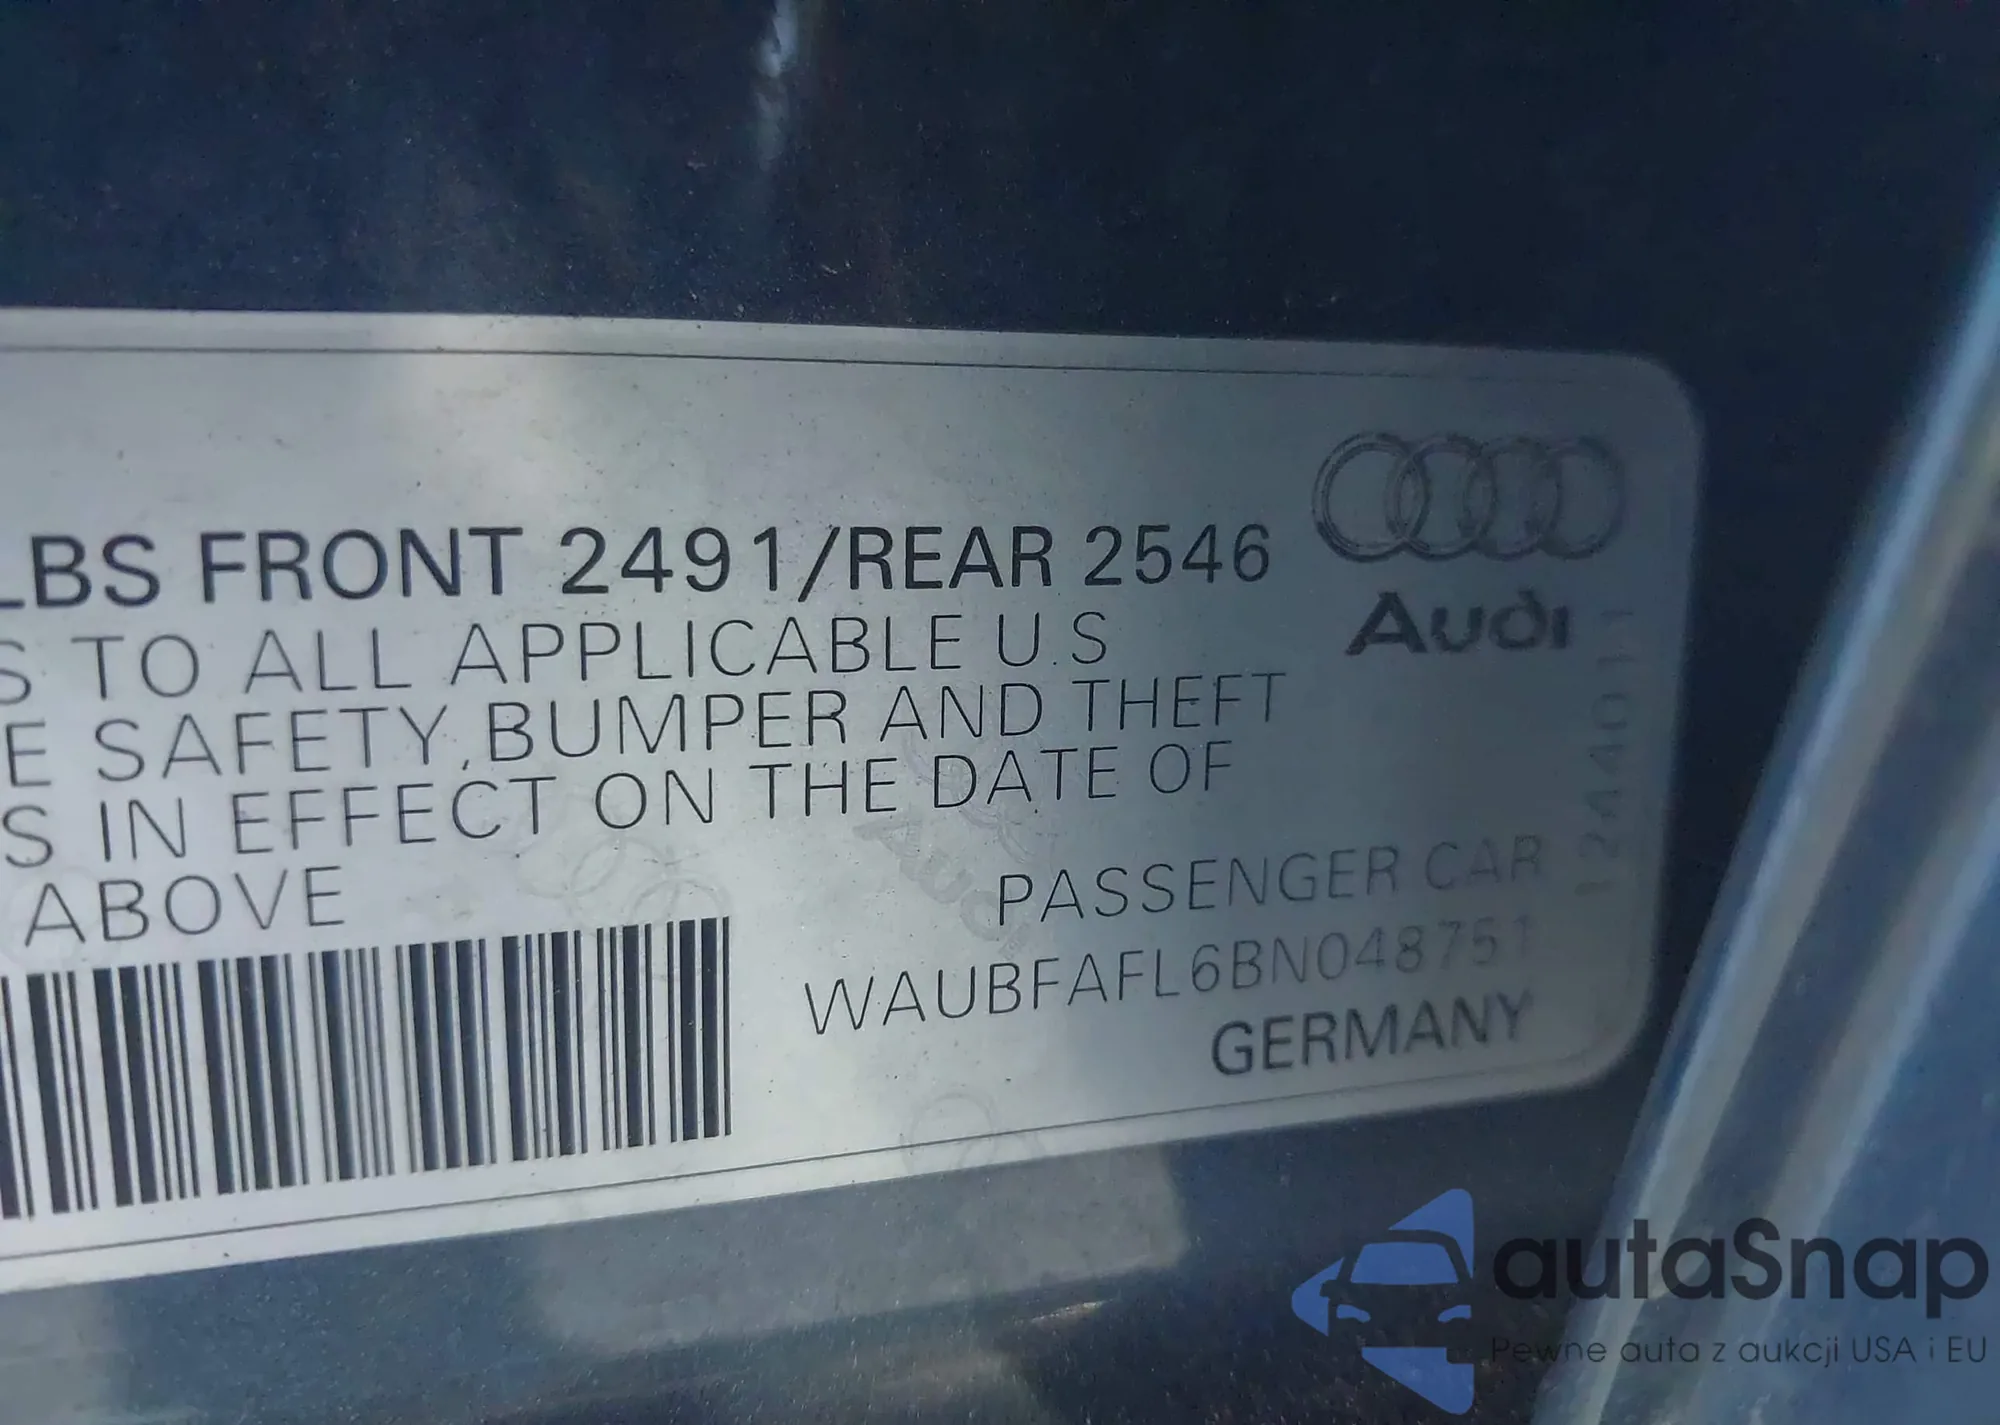 LBS FRONT 2491/REAR 2546
S TO ALL APPLICABLE U.S
E SAFETY, BUMPER AND THEFT
S IN EFFECT ON THE DATE OF
ABOVE
Audi
PASSENGER CAR
WAUBFAFL6BN048751
GERMANY
Audi
autaSnap
Pewne auta z aukcji USA i EU